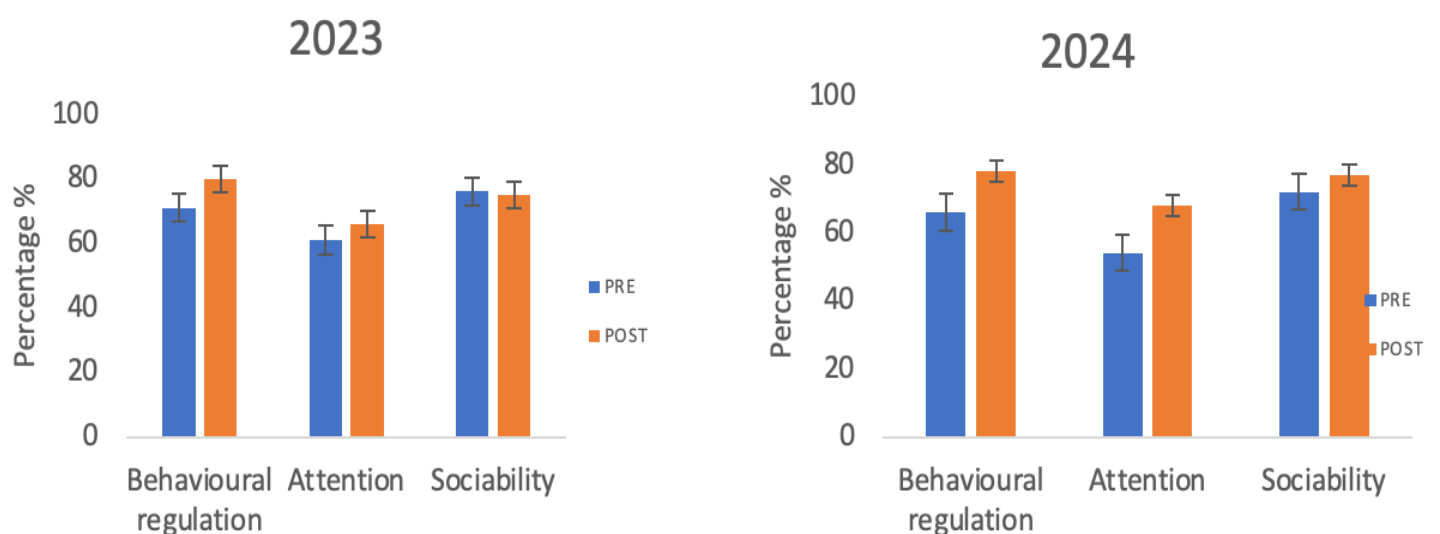 2023
100
80
60
40
20
0
Percentage %
Behavioural regulation
Attention
Sociability
PRE
POST
2024
100
80
60
40
20
0
Percentage %
Behavioural regulation
Attention
Sociability
PRE
POST